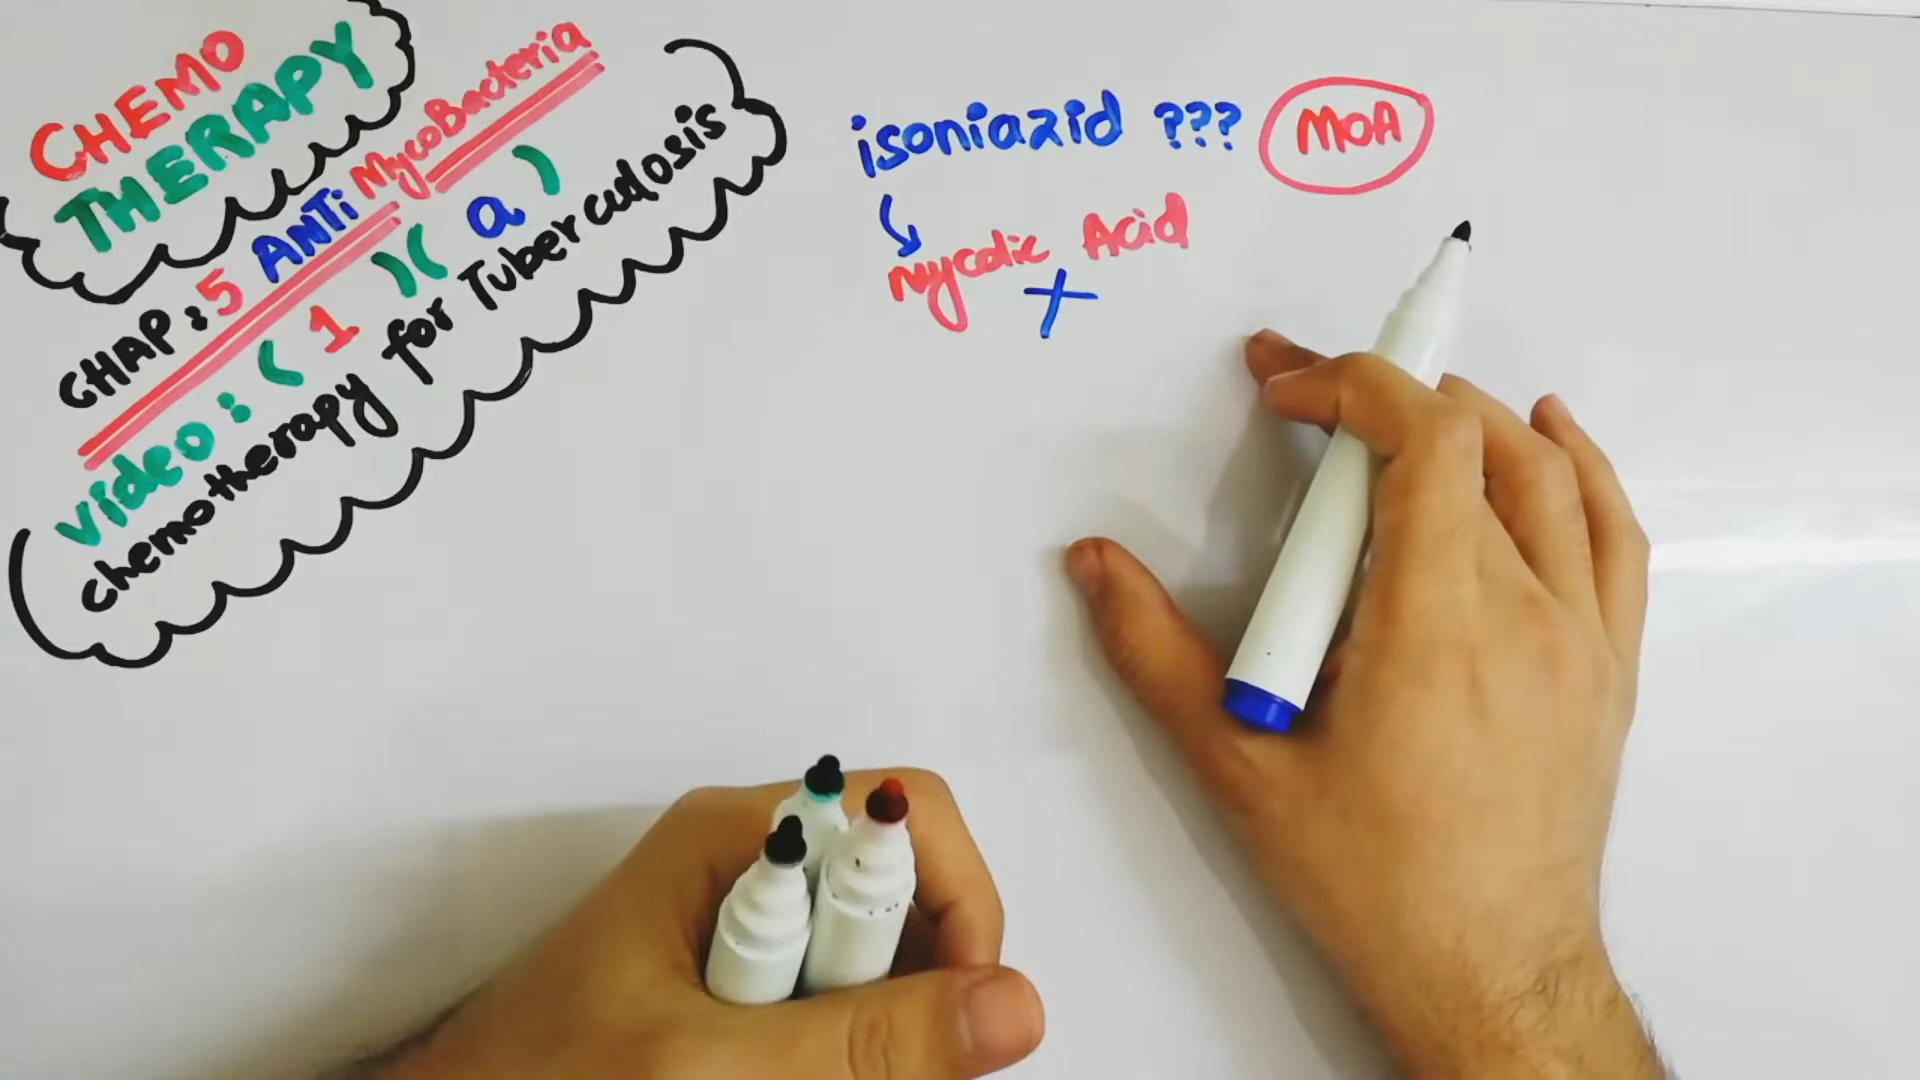 CHEMO
THERAPY
CHAP: 5 ANTi MycoBacteria
video: ( 1 ) ( a )
chemotherapy for Tuberculosis
isoniazid ??? MOA
Mycolic Acid
X